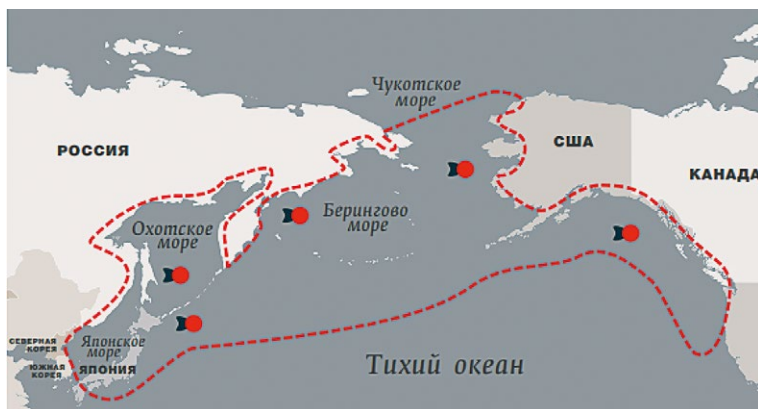 Чукотское
море
РОССИЯ
США
КАНАДА
Охотское
море
Берингово
море
Японское
море
СЕВЕРНАЯ
КОРЕЯ
ЮЖНАЯ
КОРЕЯ
ЯПОНИЯ
Тихий океан